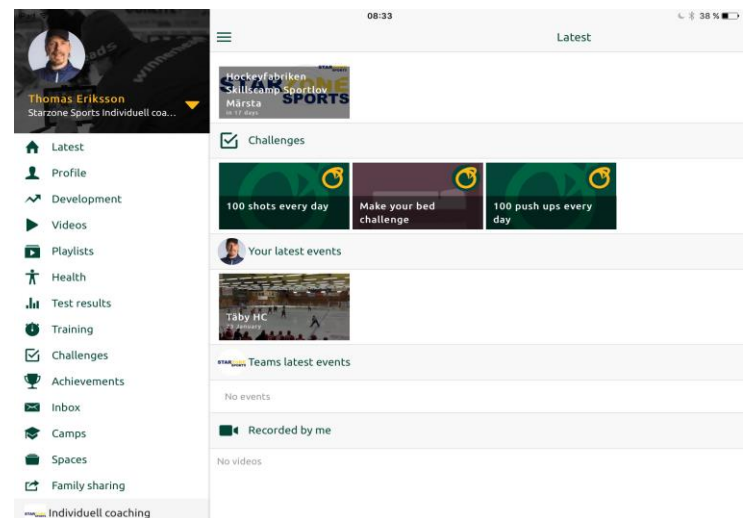 08:33
38 %
Latest
Thomas Eriksson
Starzone Sports Individuell coa...
Latest
Profile
Development
Videos
Playlists
Health
Test results
Training
Challenges
Achievements
Inbox
Camps
Spaces
Family sharing
Individuell coaching
STARZONE
SPORTS
Hockeyfabriken
Skillscamp Sportlov
Märsta
in 17 days
Challenges
100 shots every day
Make your bed
challenge
100 push ups every
day
Your latest events
Täby HC
Teams latest events
No events
Recorded by me
No videos